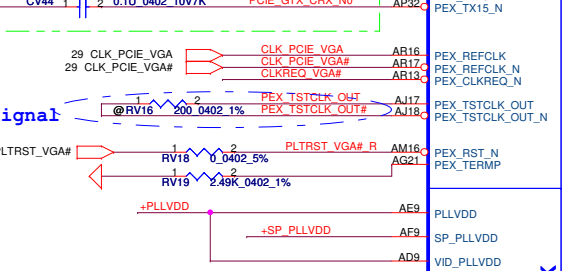 CV44 1 2 0.1U_0402_10V7K PCIE_GTX_CRX_N0 AP32 PEX_TX15_N
29 CLK_PCIE_VGA CLK_PCIE_VGA AR16 PEX_REFCLK
29 CLK_PCIE_VGA# CLK_PCIE_VGA# AR17 PEX_REFCLK_N
CLKREQ_VGA# AR13 PEX_CLKREQ_N
1 2 PEX_TSTCLK_OUT AJ17 PEX_TSTCLK_OUT
ignal @RV16 200_0402_1% PEX_TSTCLK_OUT# AJ18 PEX_TSTCLK_OUT_N
PLTRST_VGA# 1 2 PLTRST_VGA#_R AM16 PEX_RST_N
RV18 0_0402_5% AG21 PEX_TERMP
1 2
RV19 2.49K_0402_1%
+PLLVDD AE9 PLLVDD
+SP_PLLVDD AF9 SP_PLLVDD
AD9 VID_PLLVDD